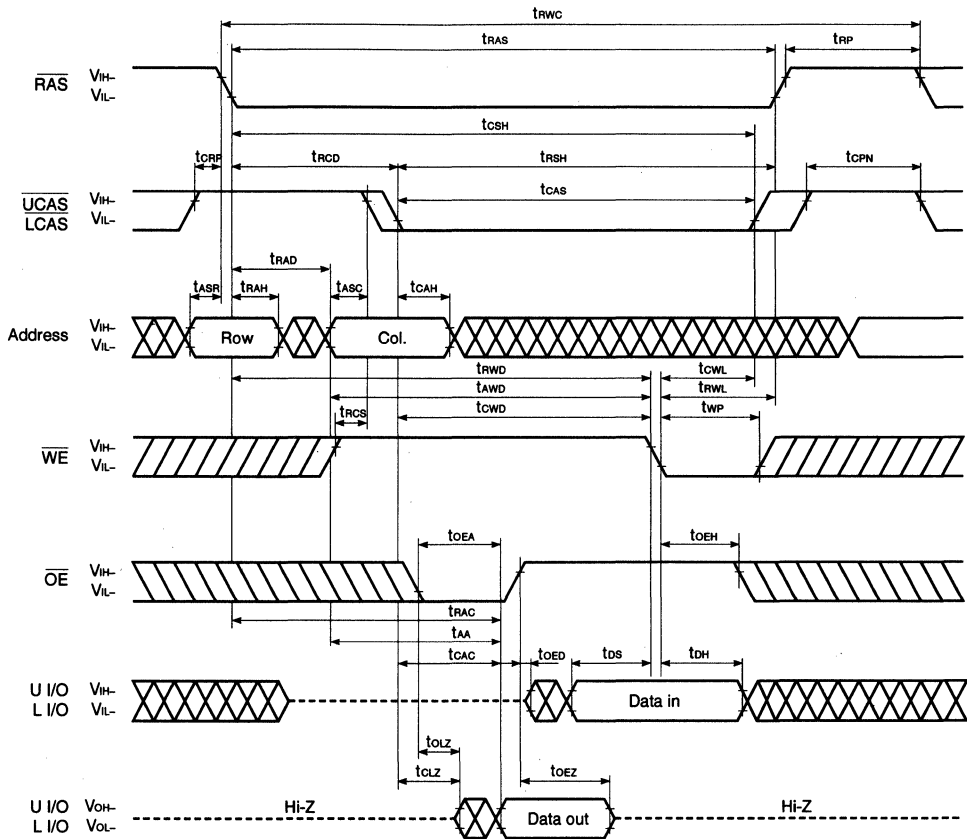 tRWC
tRAS
tRP
RAS
VIH–
VIL–
tCSH
tCRP
tRCD
tRSH
tCPN
tCAS
UCAS
LCAS
VIH–
VIL–
tRAD
tASR
tRAH
tASC
tCAH
Address
VIH–
VIL–
Row
Col.
tRWD
tCWL
tAWD
tRWL
tRCS
tCWD
tWP
WE
VIH–
VIL–
tOEA
tOEH
OE
VIH–
VIL–
tRAC
tAA
tCAC
tOED
tDS
tDH
U I/O
L I/O
VIH–
VIL–
Data in
tOLZ
tCLZ
tOEZ
U I/O
L I/O
VOH–
VOL–
Hi-Z
Data out
Hi-Z